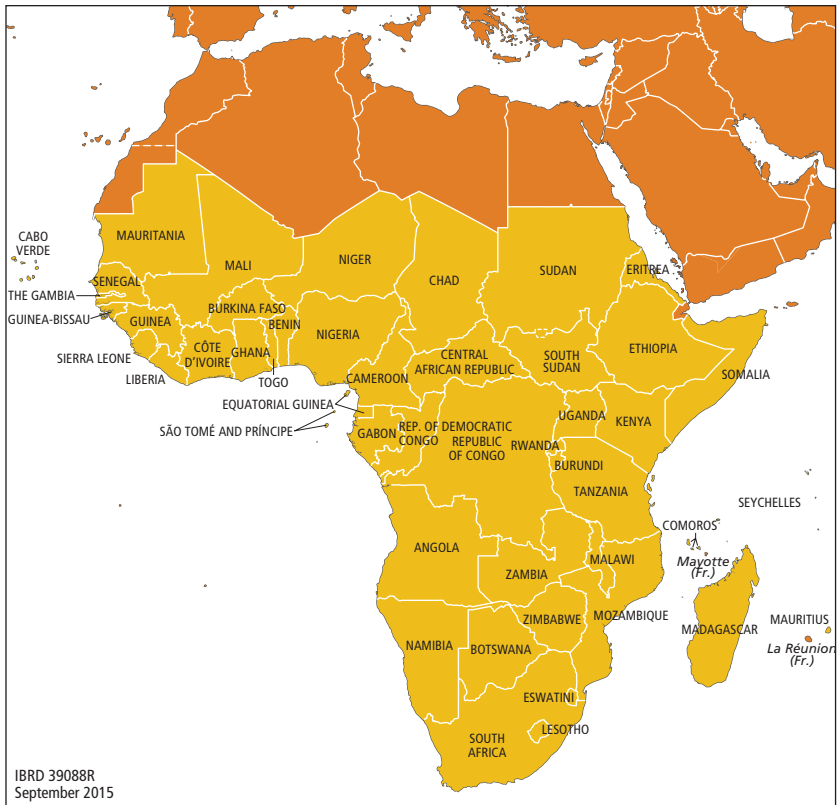 CABO
VERDE
MAURITANIA
MALI
NIGER
CHAD
SUDAN
ERITREA
SENEGAL
THE GAMBIA
GUINEA-BISSAU
GUINEA
BURKINA FASO
BENIN
NIGERIA
SIERRA LEONE
CÔTE
D'IVOIRE
GHANA
LIBERIA
TOGO
CAMEROON
CENTRAL
AFRICAN REPUBLIC
SOUTH
SUDAN
ETHIOPIA
SOMALIA
EQUATORIAL GUINEA
SÃO TOMÉ AND PRÍNCIPE
GABON
REP. OF
CONGO
DEMOCRATIC
REPUBLIC
OF CONGO
UGANDA
KENYA
RWANDA
BURUNDI
TANZANIA
SEYCHELLES
COMOROS
Mayotte
(Fr.)
ANGOLA
ZAMBIA
MALAWI
MOZAMBIQUE
ZIMBABWE
MADAGASCAR
MAURITIUS
La Réunion
(Fr.)
NAMIBIA
BOTSWANA
ESWATINI
LESOTHO
SOUTH
AFRICA
IBRD 39088R
September 2015